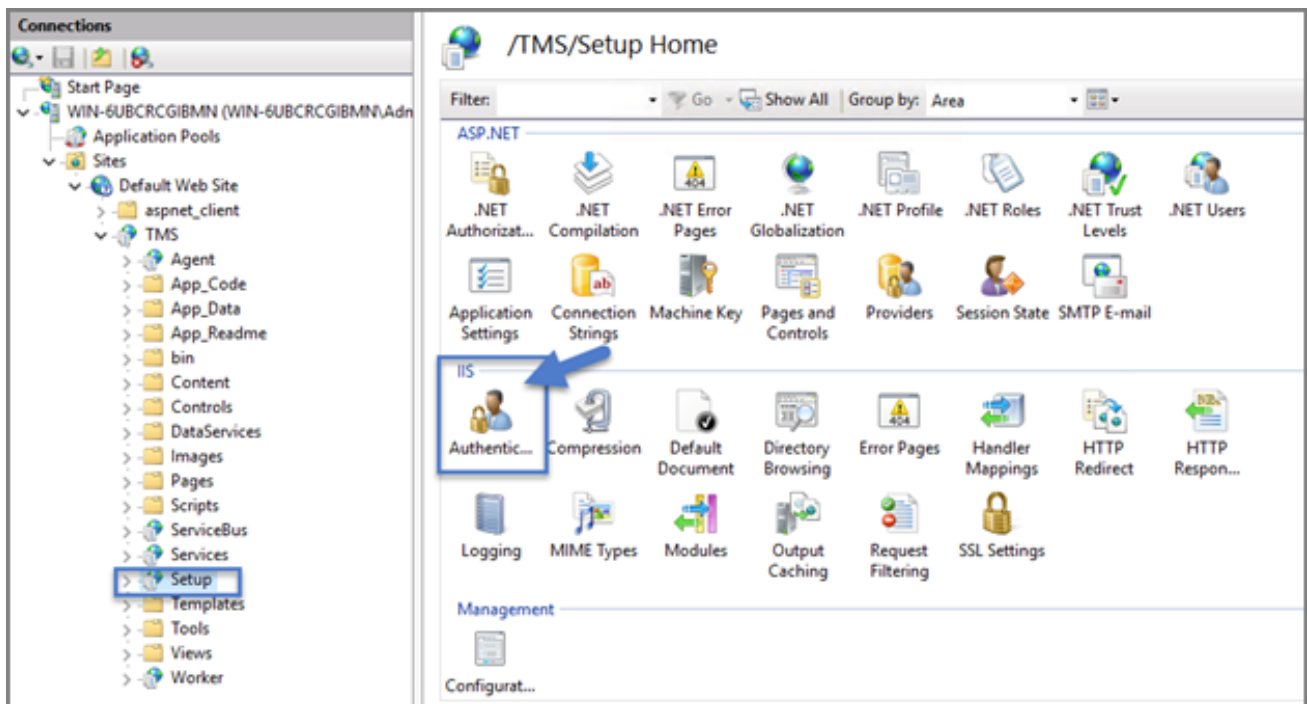 Connections
Start Page
WIN-6UBCRCGIBMN (WIN-6UBCRCGIBMN\Adn
Application Pools
Sites
Default Web Site
aspnet_client
TMS
Agent
App_Code
App_Data
App_Readme
bin
Content
Controls
DataServices
Images
Pages
Scripts
ServiceBus
Services
Setup
Templates
Tools
Views
Worker
/TMS/Setup Home
Filter: Go Show All Group by: Area
ASP.NET
.NET Authorizat...
.NET Compilation
404
.NET Error Pages
.NET Globalization
.NET Profile
.NET Roles
.NET Trust Levels
.NET Users
Application Settings
ab
Connection Strings
Machine Key
Pages and Controls
Providers
Session State
SMTP E-mail
IIS
Authentic...
Compression
Default Document
Directory Browsing
404
Error Pages
Handler Mappings
HTTP Redirect
HTTP Respon...
Logging
MIME Types
Modules
Output Caching
Request Filtering
SSL Settings
Management
Configurat...